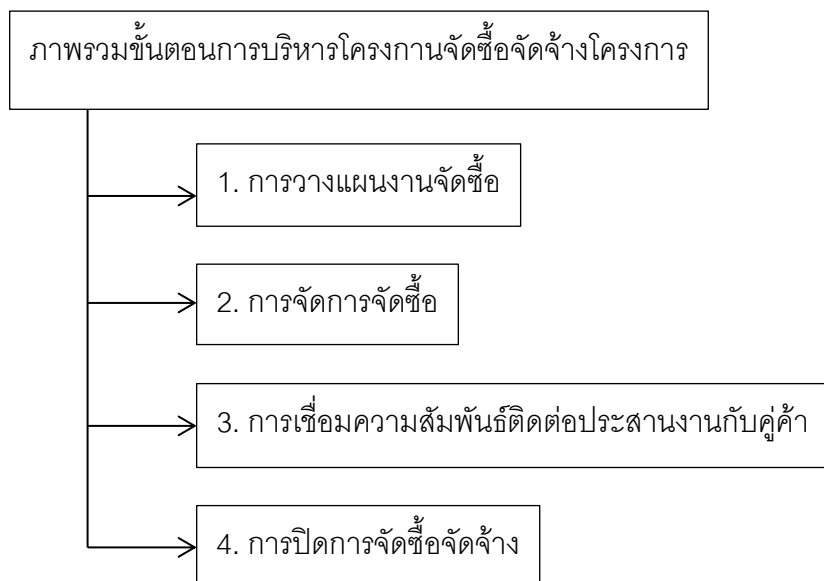 ภาพรวมขั้นตอนการบริหารโครงกานจัดซื้อจัดจ้างโครงการ
1. การวางแผนงานจัดซื้อ
2. การจัดการจัดซื้อ
3. การเชื่อมความสัมพันธ์ติดต่อประสานงานกับคู่ค้า
4. การปิดการจัดซื้อจัดจ้าง